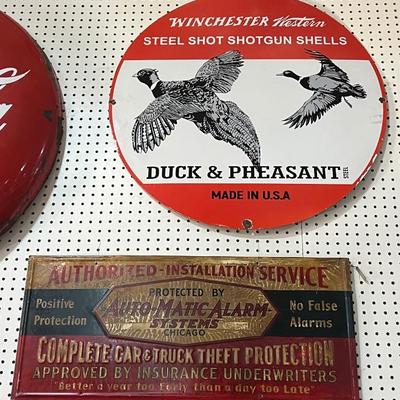 WINCHESTER Western
STEEL SHOT SHOTGUN SHELLS
DUCK & PHEASANT STEEL
MADE IN U.S.A
AUTHORIZED-INSTALLATION SERVICE
PROTECTED BY
Positive
Protection
AUTO-MATIC ALARM-
SYSTEMS
CHICAGO
No False
Alarms
COMPLETE CAR & TRUCK THEFT PROTECTION
APPROVED BY INSURANCE UNDERWRITERS
"Better a year too Early than a day too Late"